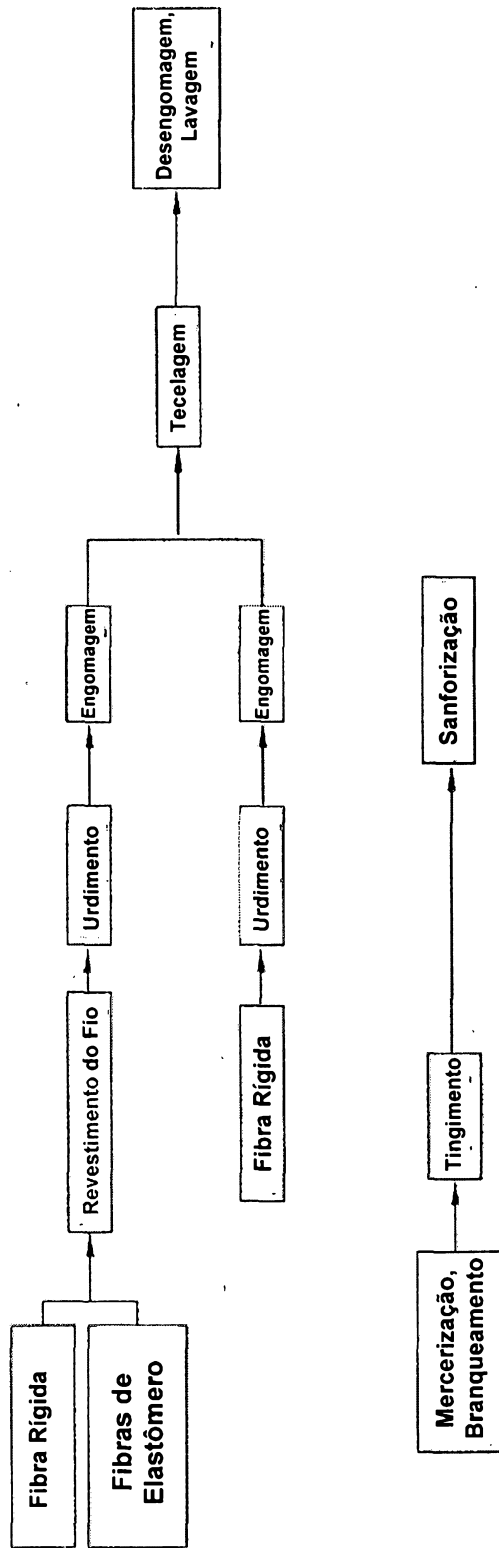 Fibra Rígida
Fibras de
Elastômero
Revestimento do Fio
Urdimento
Engomagem
Fibra Rígida
Urdimento
Engomagem
Tecelagem
Desengomagem,
Lavagem
Mercerização,
Branqueamento
Tingimento
Sanforização